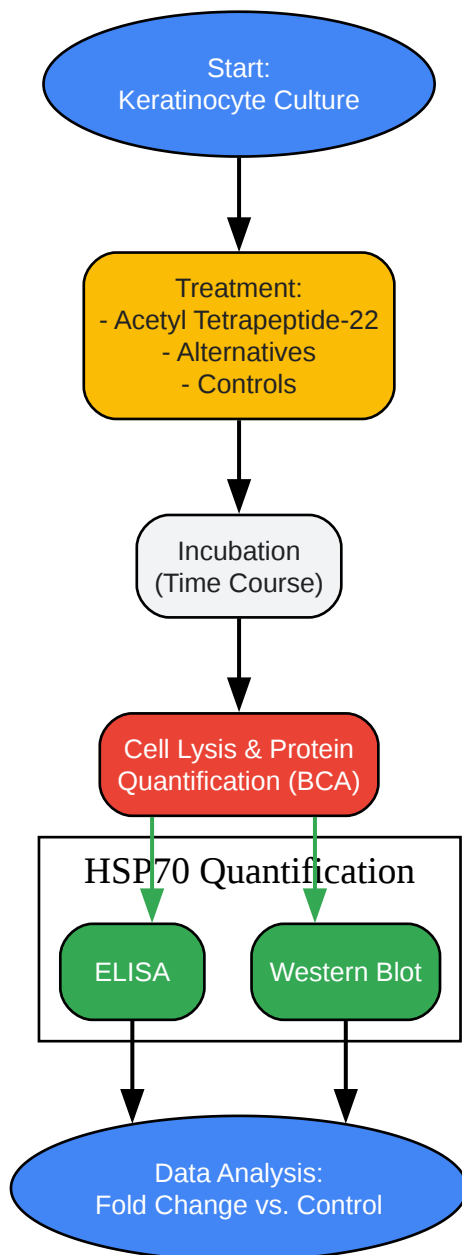 Start:
Keratinocyte Culture
Treatment:
- Acetyl Tetrapeptide-22
- Alternatives
- Controls
Incubation
(Time Course)
Cell Lysis & Protein
Quantification (BCA)
HSP70 Quantification
ELISA
Western Blot
Data Analysis:
Fold Change vs. Control